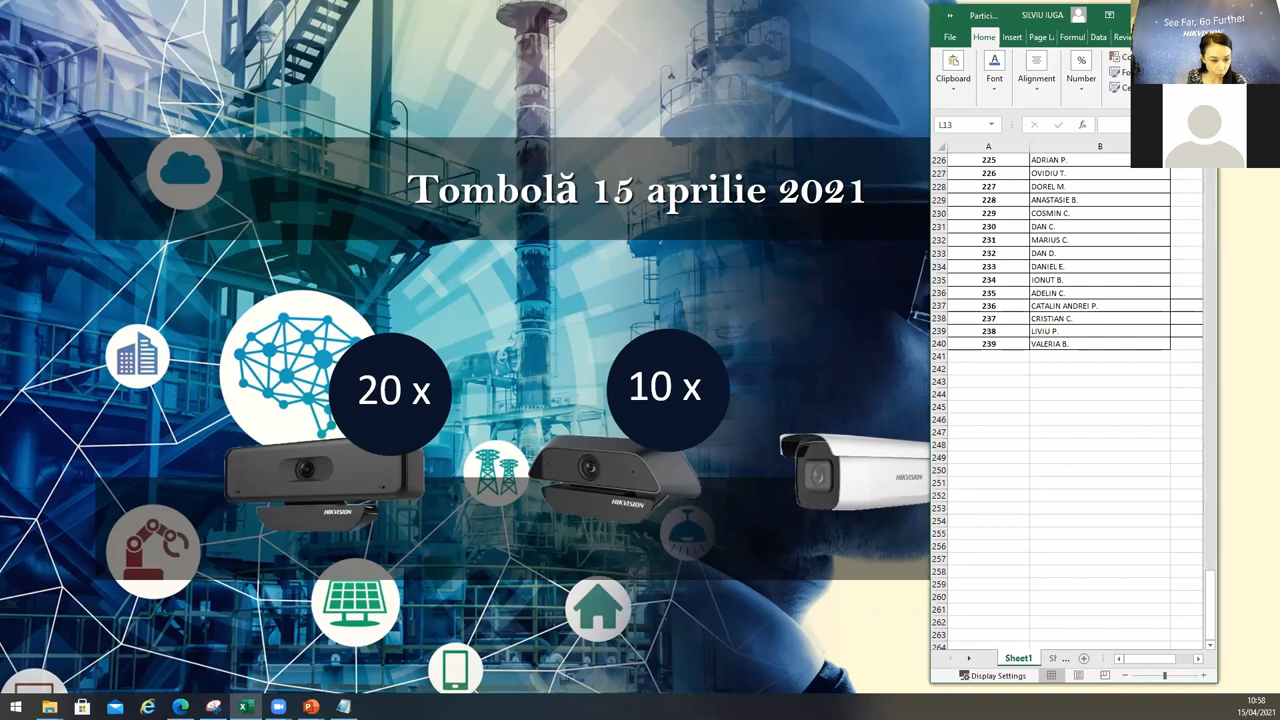 Tombolă 15 aprilie 2021
20 x
10 x
HIKVISION
HIKVISION
HIKVISION
Partici...
SILVIU IUGA
File
Home
Insert
Formul
Data
Clipboard
Font
Alignment
Number
%
L13
fx
A
B
226 225 ADRIAN P.
227 226 OVIDIU T.
228 227 DOREL M.
229 228 ANASTASIE B.
230 229 COSMIN C.
231 230 DAN C.
232 231 MARIUS C.
233 232 DAN D.
234 233 DANIEL E.
235 234 IONUT B.
236 235 ADELIN C.
237 236 CATALIN ANDREI P.
238 237 CRISTIAN C.
239 238 LIVIU P.
240 239 VALERIA B.
241
242
243
244
245
246
247
248
249
250
251
252
253
254
255
256
257
258
259
260
261
262
263
264
Sheet1
...
Display Settings
See Far, Go Further
HIKVISION
10:58
15/04/2021